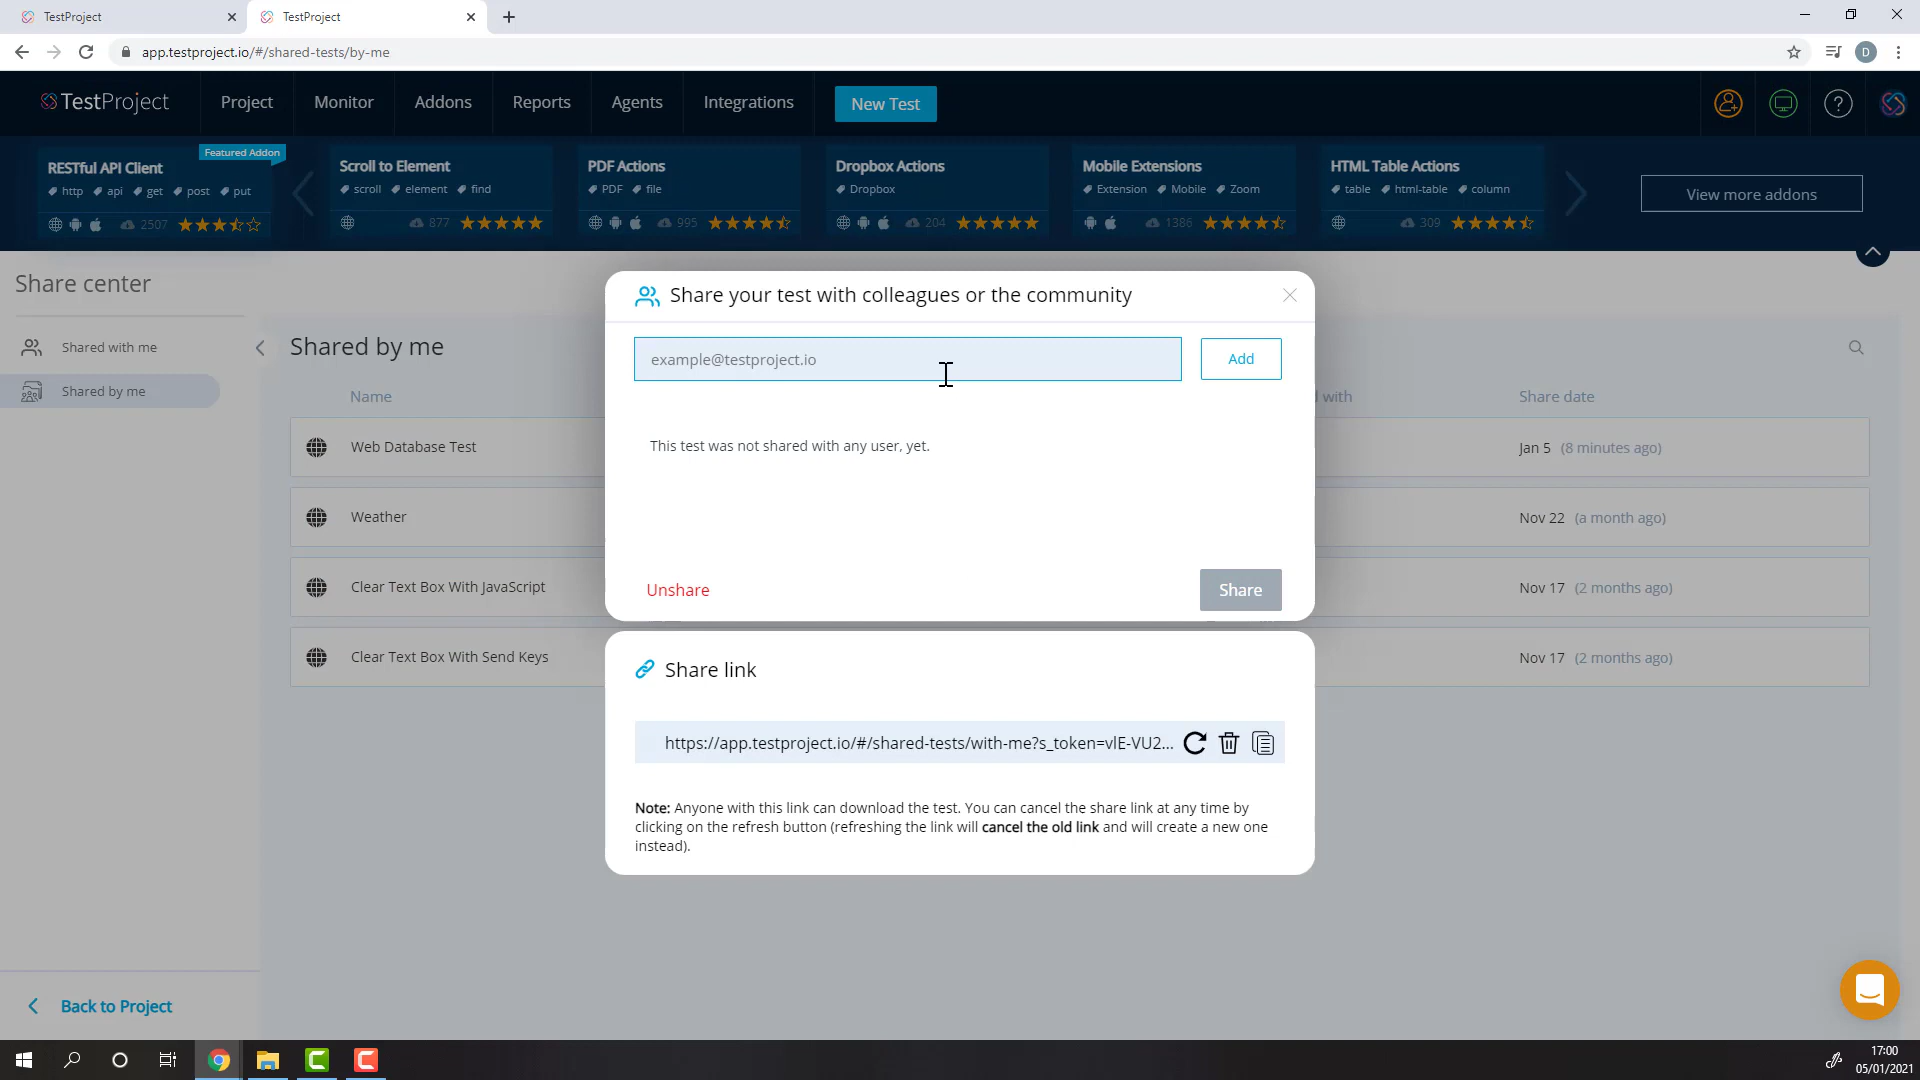 TestProject
TestProject
app.testproject.io/#/shared-tests/by-me
D
TestProject
Project
Monitor
Addons
Reports
Agents
Integrations
New Test
RESTful API Client
Featured Addon
http api get post put
2507
Scroll to Element
scroll element find
877
PDF Actions
PDF file
995
Dropbox Actions
Dropbox
204
Mobile Extensions
Extension Mobile Zoom
1386
HTML Table Actions
table html-table column
309
View more addons
Share center
Shared with me
Shared by me
Back to Project
Shared by me
Name
d with
Share date
Web Database Test
Jan 5 (8 minutes ago)
Weather
Nov 22 (a month ago)
Clear Text Box With JavaScript
Nov 17 (2 months ago)
Clear Text Box With Send Keys
Nov 17 (2 months ago)
Share your test with colleagues or the community
example@testproject.io
Add
This test was not shared with any user, yet.
Unshare
Share
Share link
https://app.testproject.io/#/shared-tests/with-me?s_token=vlE-VU2...
Note: Anyone with this link can download the test. You can cancel the share link at any time by
clicking on the refresh button (refreshing the link will cancel the old link and will create a new one
instead).
17:00
05/01/2021